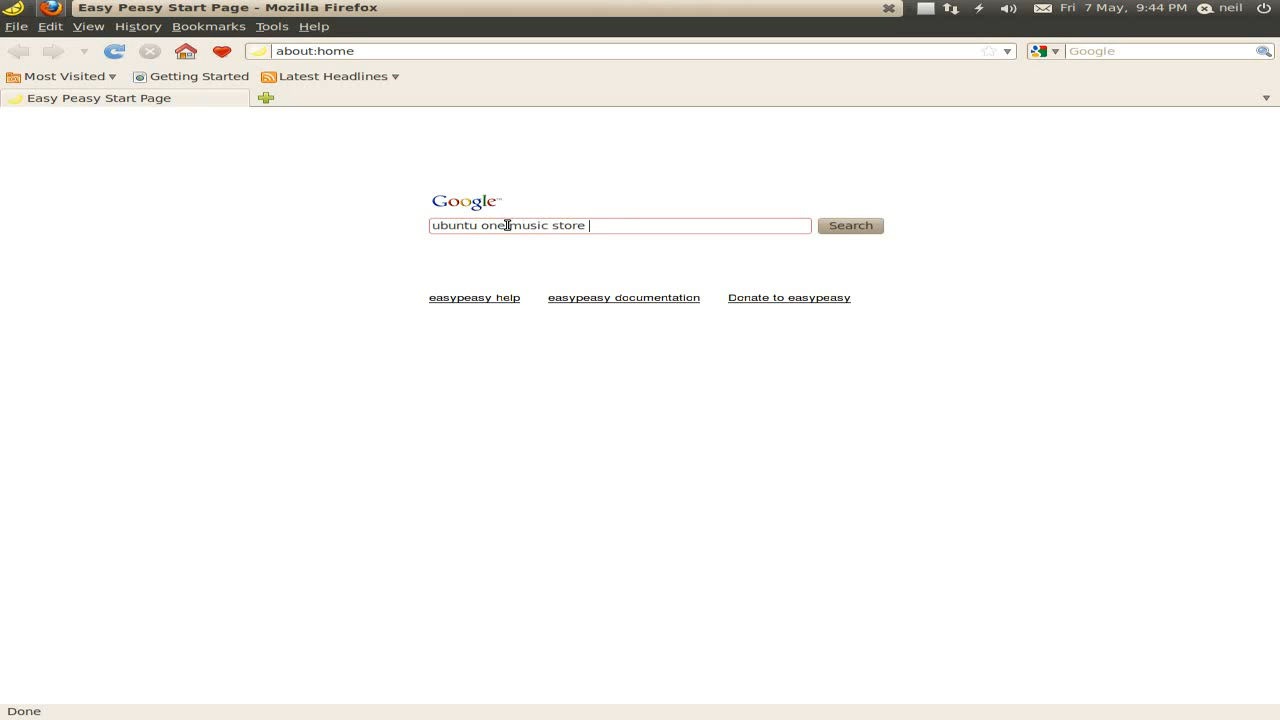 Easy Peasy Start Page - Mozilla Firefox
Fri 7 May, 9:44 PM neil
File Edit View History Bookmarks Tools Help
about:home
Google
Most Visited Getting Started Latest Headlines
Easy Peasy Start Page
Google™
ubuntu one music store
Search
easypeasy help easypeasy documentation Donate to easypeasy
Done